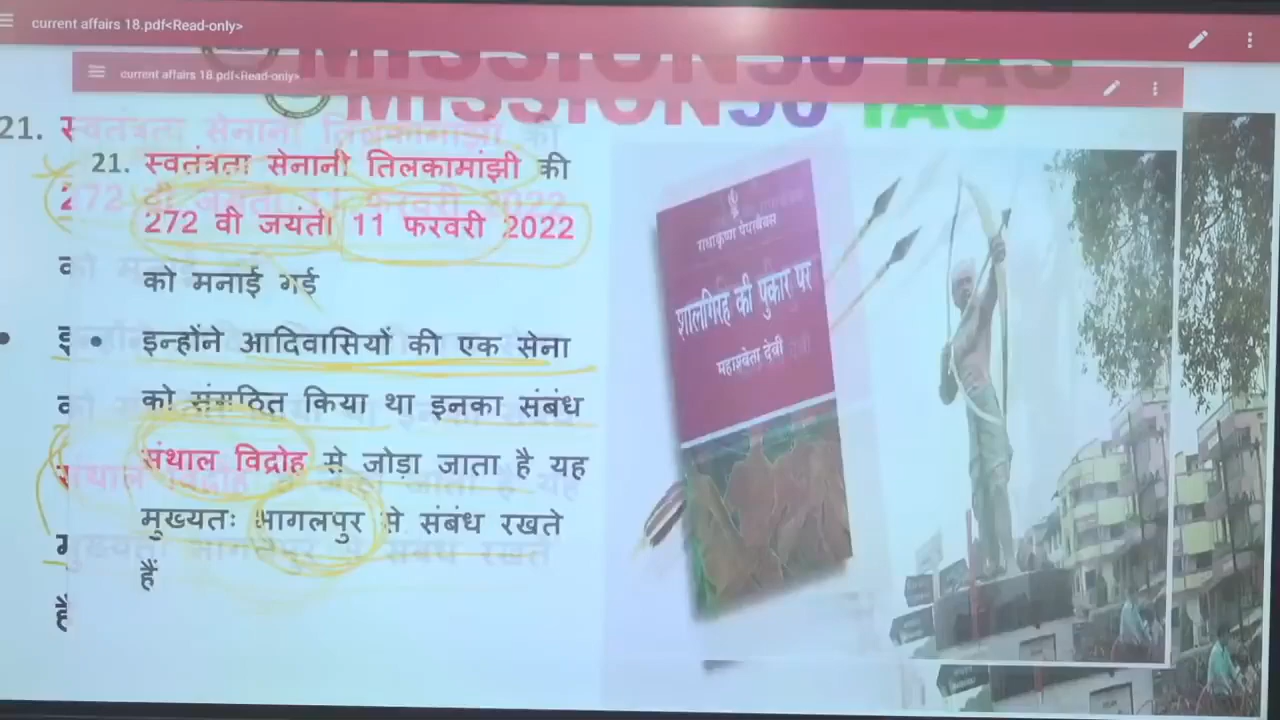 current affairs 18.pdf<Read-only>
MISSION50 IAS
current affairs 18.pdf<Read-only>
MISSION50 IAS
21. स्वतंत्रता सेनानी तिलकामांझी की
272 वी जयंती 11 फरवरी 2022
को मनाई गई
• इन्होंने आदिवासियों की एक सेना
को संगठित किया था इनका संबंध
संथाल विद्रोह से जोड़ा जाता है यह
मुख्यतः भागलपुर से संबंध रखते
हैं
राधाकृष्ण पेपरबैक्स
शालगिरह की पुकार पर
महाश्वेता देवी